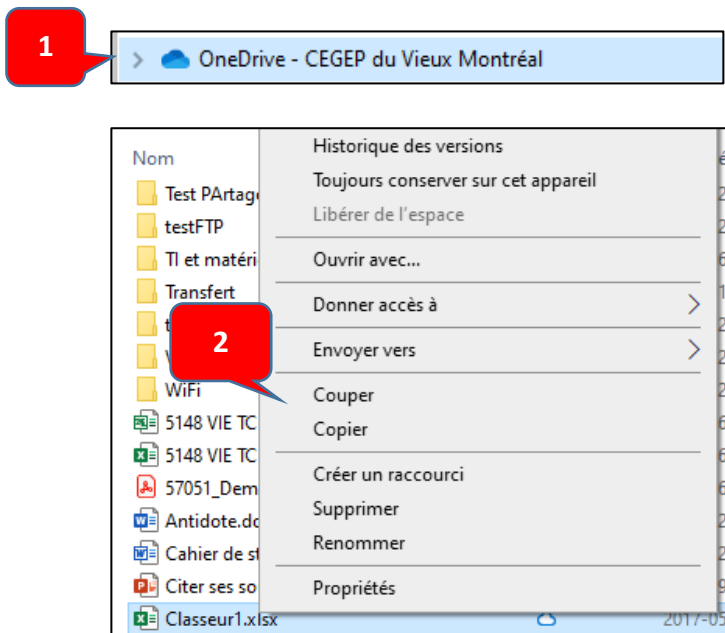 1
OneDrive - CEGEP du Vieux Montréal
Nom
Historique des versions
Test PArtag
Toujours conserver sur cet appareil
testFTP
Libérer de l'espace
TI et matéri
Ouvrir avec...
Transfert
Donner accès à
2
Envoyer vers
WiFi
Couper
5148 VIE TC
Copier
5148 VIE TC
Créer un raccourci
57051_Dem
Supprimer
Antidote.do
Renommer
Cahier de st
Citer ses so
Propriétés
Classeur1.xlsx
2017-05